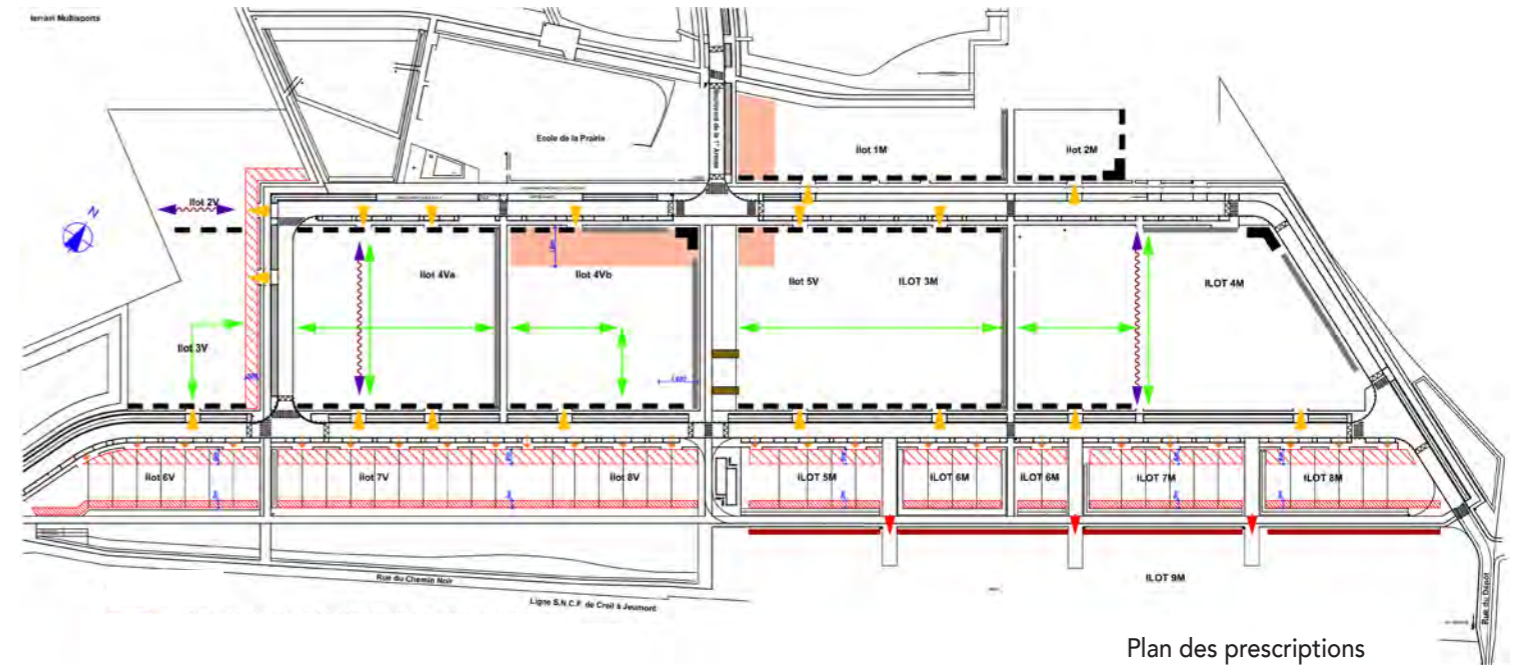 terrain Multisports
Ecole de la Prairie
Boulevard de la 1° Armée
Ilot 1M
Ilot 2M
Ilot 2V
N
Ilot 4Va
Ilot 4Vb
Ilot 5V
ILOT 3M
ILOT 4M
Ilot 3V
Ilot 6V
Ilot 7V
Ilot 8V
ILOT 5M
ILOT 6M
ILOT 6M
ILOT 7M
ILOT 8M
Rue du Chemin Noir
ILOT 9M
Ligne S.N.C.F. de Creil à Jeumont
Rue du Dépôt
Plan des prescriptions